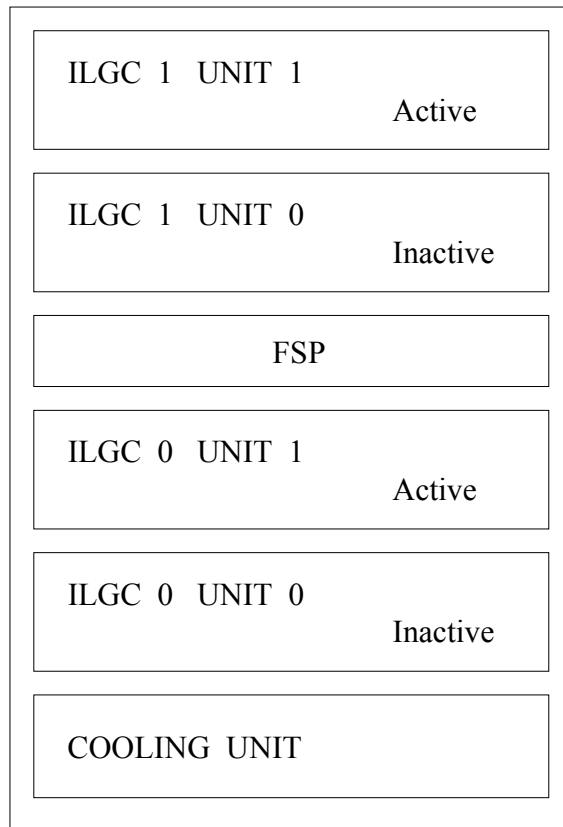 ILGC 1 UNIT 1
Active
ILGC 1 UNIT 0
Inactive
FSP
ILGC 0 UNIT 1
Active
ILGC 0 UNIT 0
Inactive
COOLING UNIT